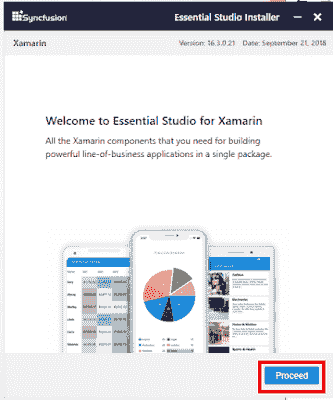 Syncfusion
Essential Studio Installer
Xamarin
Version: 16.3.0.21 Date: September 21, 2018
Welcome to Essential Studio for Xamarin
All the Xamarin components that you need for building
powerful line-of-business applications in a single package.
Proceed